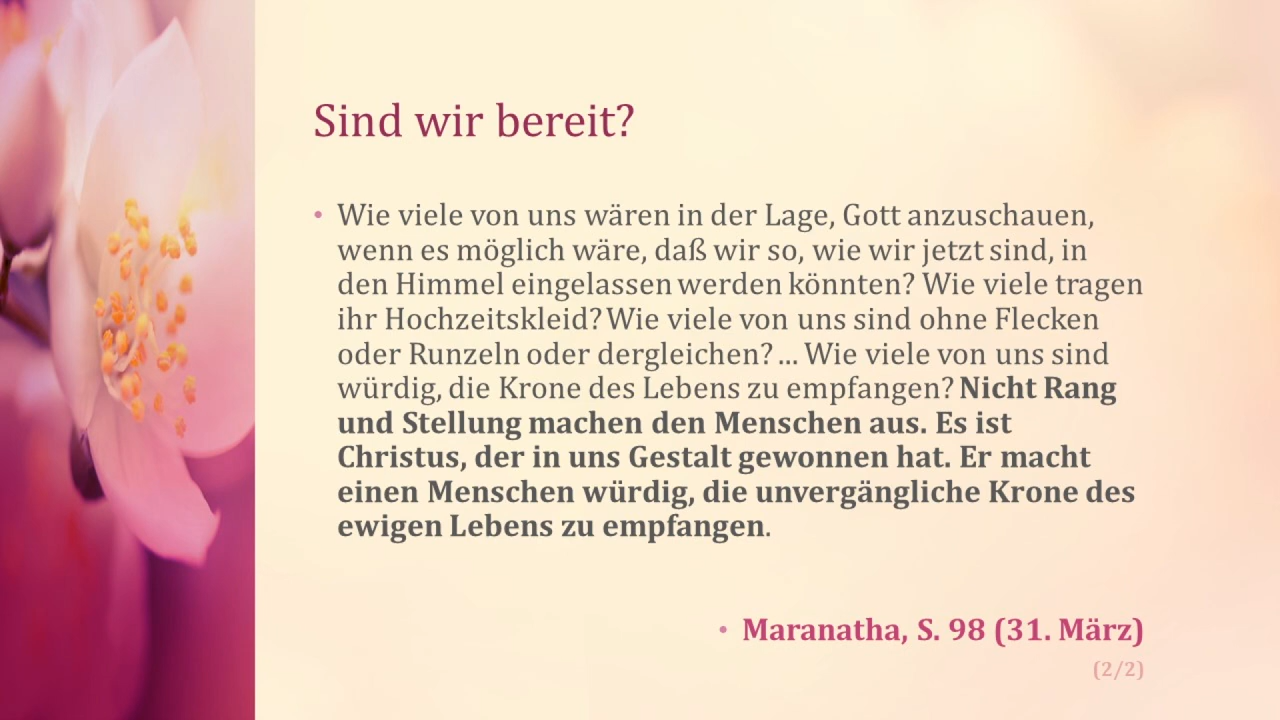 Sind wir bereit?
• Wie viele von uns wären in der Lage, Gott anzuschauen,
wenn es möglich wäre, daß wir so, wie wir jetzt sind, in
den Himmel eingelassen werden könnten? Wie viele tragen
ihr Hochzeitskleid? Wie viele von uns sind ohne Flecken
oder Runzeln oder dergleichen? ... Wie viele von uns sind
würdig, die Krone des Lebens zu empfangen? Nicht Rang
und Stellung machen den Menschen aus. Es ist
Christus, der in uns Gestalt gewonnen hat. Er macht
einen Menschen würdig, die unvergängliche Krone des
ewigen Lebens zu empfangen.
• Maranatha, S. 98 (31. März)
(2/2)